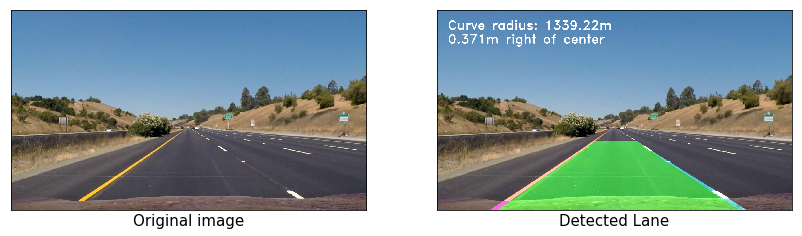 Curve radius: 1339.22m
0.371m right of center
Original image
Detected Lane